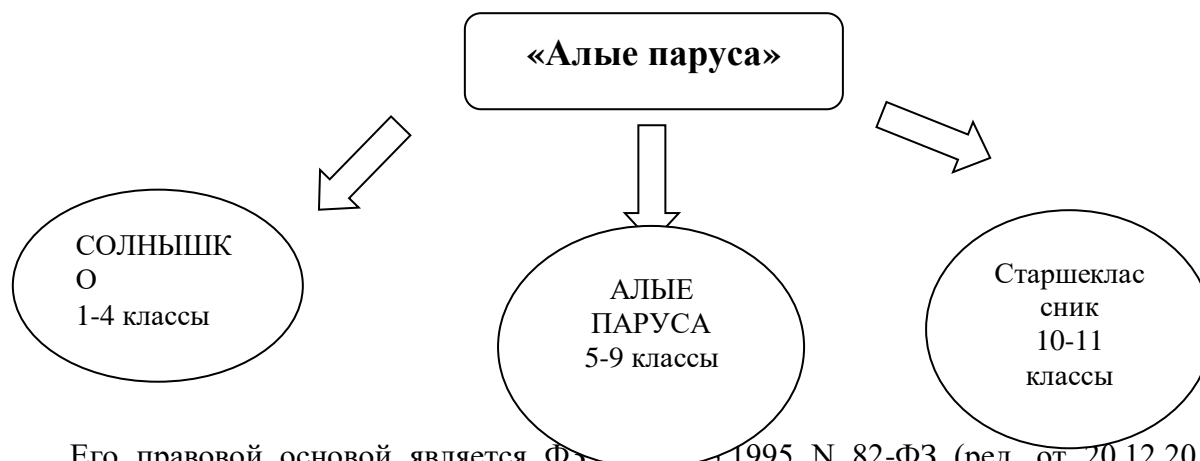 «Алые паруса»
СОЛНЫШК
О
1-4 классы
АЛЫЕ
ПАРУСА
5-9 классы
Старшеклас
сник
10-11
классы
Его правовой основой является ФЗ 1995 N 82-ФЗ (ред. от 20.12.20